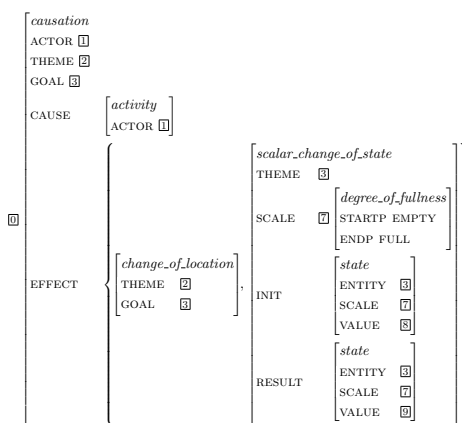 causation
ACTOR 1
THEME 2
GOAL 3
CAUSE
activity
ACTOR 1
0
EFFECT
change_of_location
THEME 2
GOAL 3
,
scalar_change_of_state
THEME 3
SCALE 7
degree_of_fullness
STARTP EMPTY
ENDP FULL
INIT
state
ENTITY 3
SCALE 7
VALUE 8
RESULT
state
ENTITY 3
SCALE 7
VALUE 9